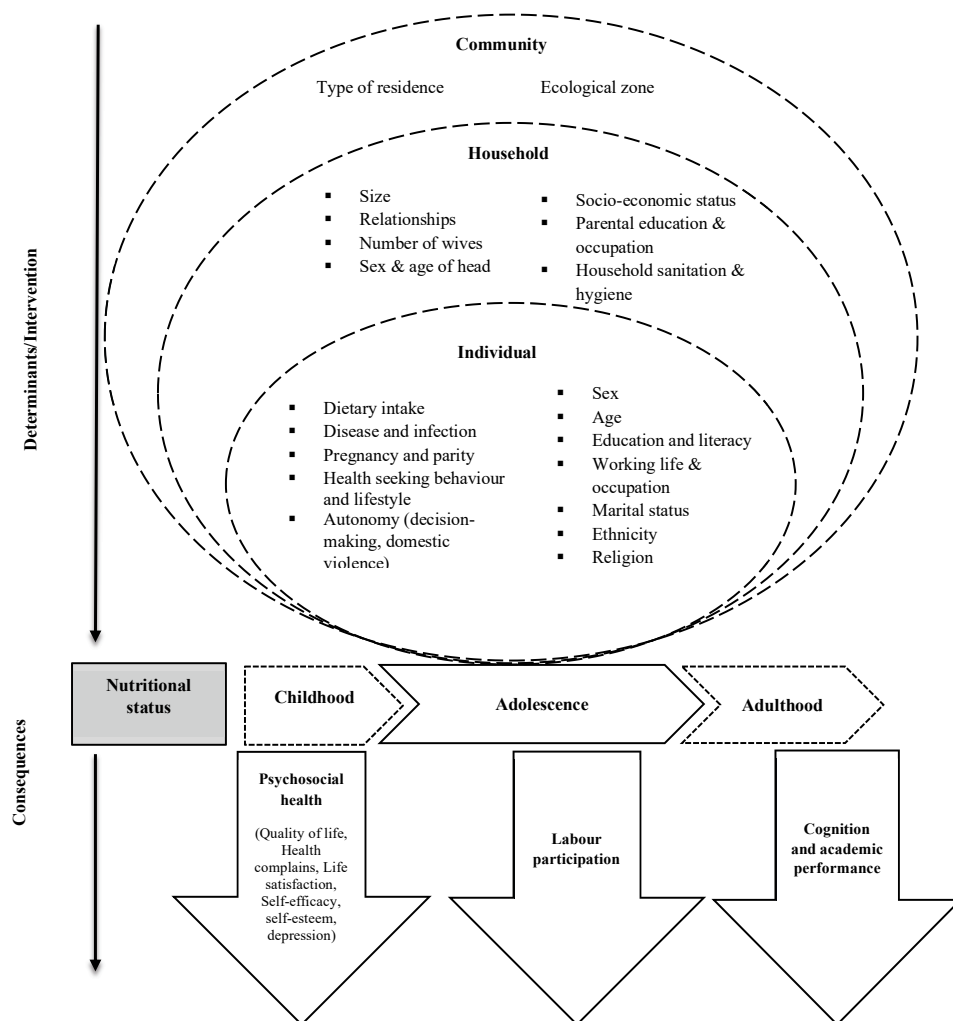 Community
Type of residence
Ecological zone
Household
Size
Relationships
Number of wives
Sex & age of head
Socio-economic status
Parental education &
occupation
Household sanitation &
hygiene
Individual
Dietary intake
Disease and infection
Pregnancy and parity
Health seeking behaviour
and lifestyle
Autonomy (decision-
making, domestic
violence)
Sex
Age
Education and literacy
Working life &
occupation
Marital status
Ethnicity
Religion
Determinants/Intervention
Nutritional
status
Childhood
Adolescence
Adulthood
Consequences
Psychosocial
health
(Quality of life,
Health
complains, Life
satisfaction,
Self-efficacy,
self-esteem,
depression)
Labour
participation
Cognition
and academic
performance